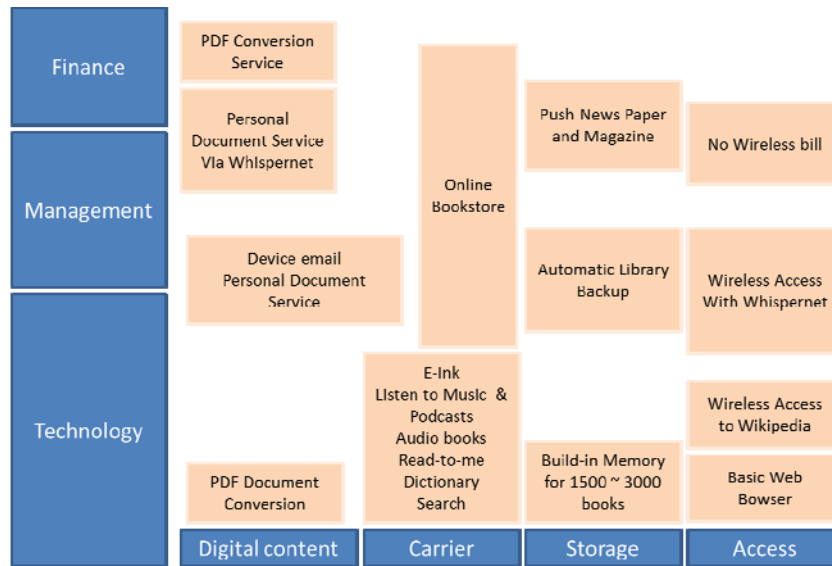 Finance
PDF Conversion
Service
Personal
Document Service
Via Whispernet
Management
Device email
Personal Document
Service
Online
Bookstore
Push News Paper
and Magazine
No Wireless bill
Automatic Library
Backup
Wireless Access
With Whispernet
Technology
PDF Document
Conversion
E-Ink
Listen to Music &
Podcasts
Audio books
Read-to-me
Dictionary
Search
Build-in Memory
for 1500 ~ 3000
books
Wireless Access
to Wikipedia
Basic Web
Bowser
Digital content
Carrier
Storage
Access